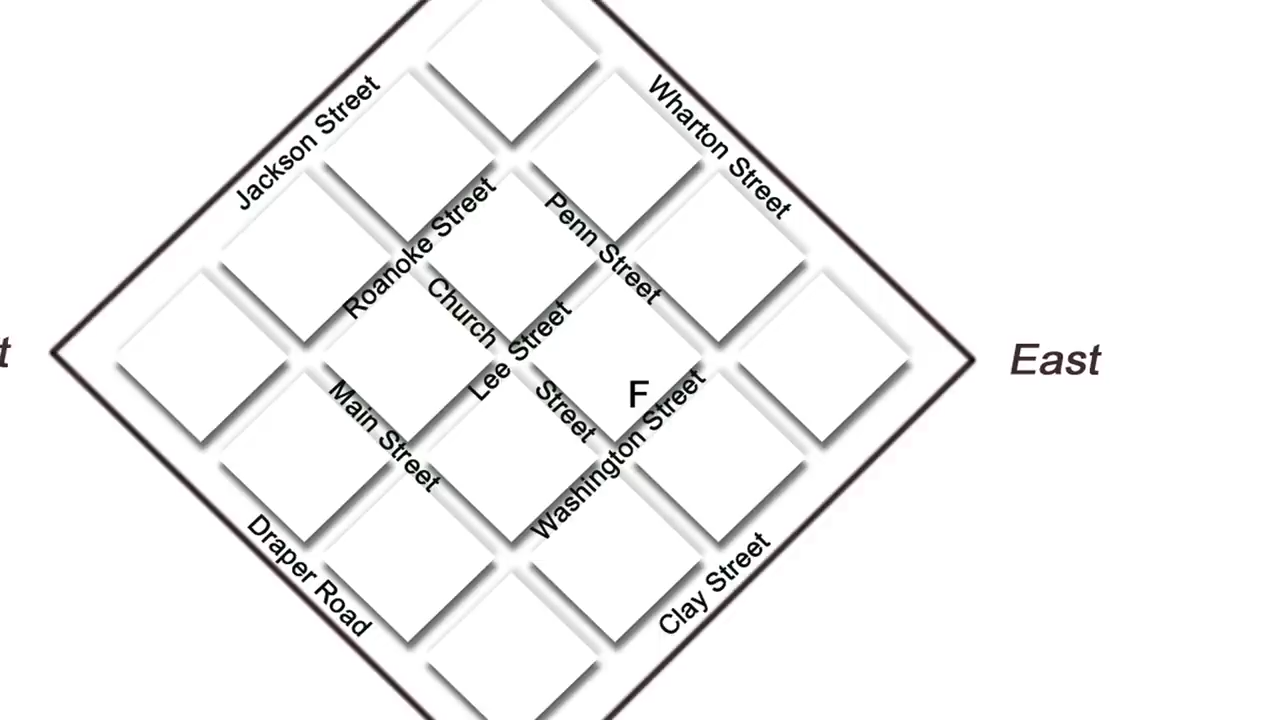 Jackson Street
Wharton Street
Roanoke Street
Penn Street
Church Street
Lee Street
t
East
F
Main Street
Washington Street
Draper Road
Clay Street